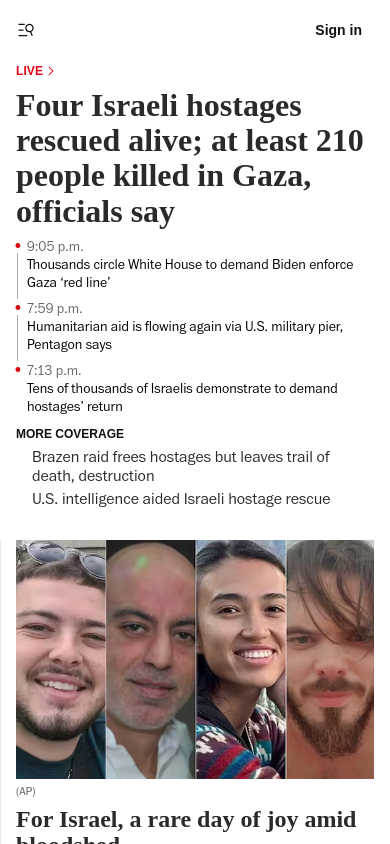 Sign in
LIVE
Four Israeli hostages
rescued alive; at least 210
people killed in Gaza,
officials say
9:05 p.m.
Thousands circle White House to demand Biden enforce
Gaza ‘red line’
7:59 p.m.
Humanitarian aid is flowing again via U.S. military pier,
Pentagon says
7:13 p.m.
Tens of thousands of Israelis demonstrate to demand
hostages’ return
MORE COVERAGE
Brazen raid frees hostages but leaves trail of
death, destruction
U.S. intelligence aided Israeli hostage rescue
(AP)
For Israel, a rare day of joy amid
bloodshed